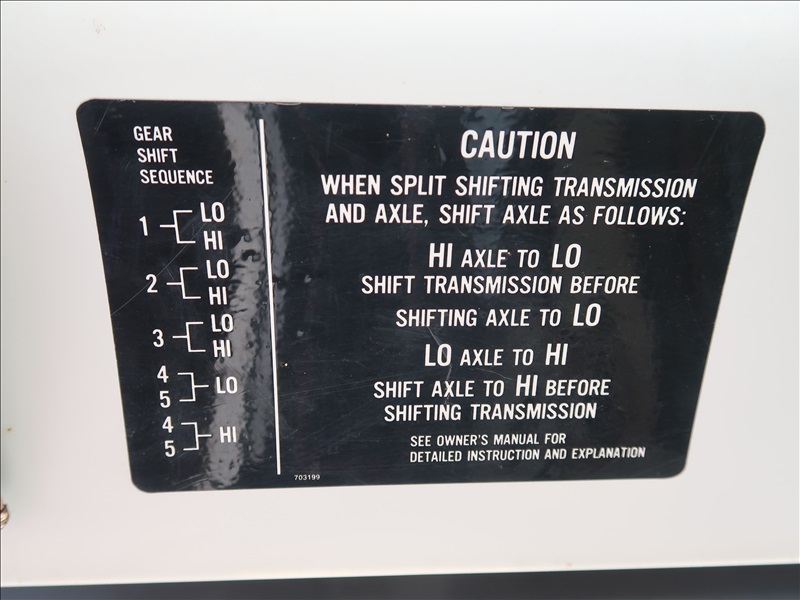 GEAR
SHIFT
SEQUENCE
1 LO
HI
2 LO
HI
3 LO
HI
4
5 LO
4
5 HI
CAUTION
WHEN SPLIT SHIFTING TRANSMISSION
AND AXLE, SHIFT AXLE AS FOLLOWS:
HI AXLE TO LO
SHIFT TRANSMISSION BEFORE
SHIFTING AXLE TO LO
LO AXLE TO HI
SHIFT AXLE TO HI BEFORE
SHIFTING TRANSMISSION
SEE OWNER'S MANUAL FOR
DETAILED INSTRUCTION AND EXPLANATION
703199